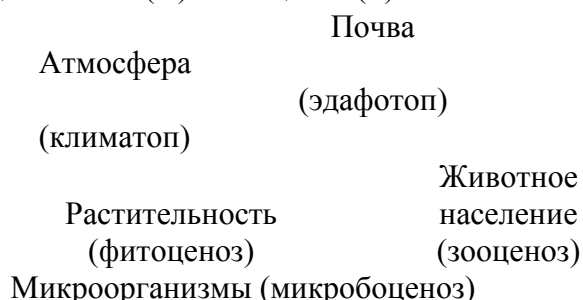 Почва
Атмосфера
(эдафотоп)
(климатоп)
Животное
Растительность население
(фитоценоз) (зооценоз)
Микроорганизмы (микробоценоз)